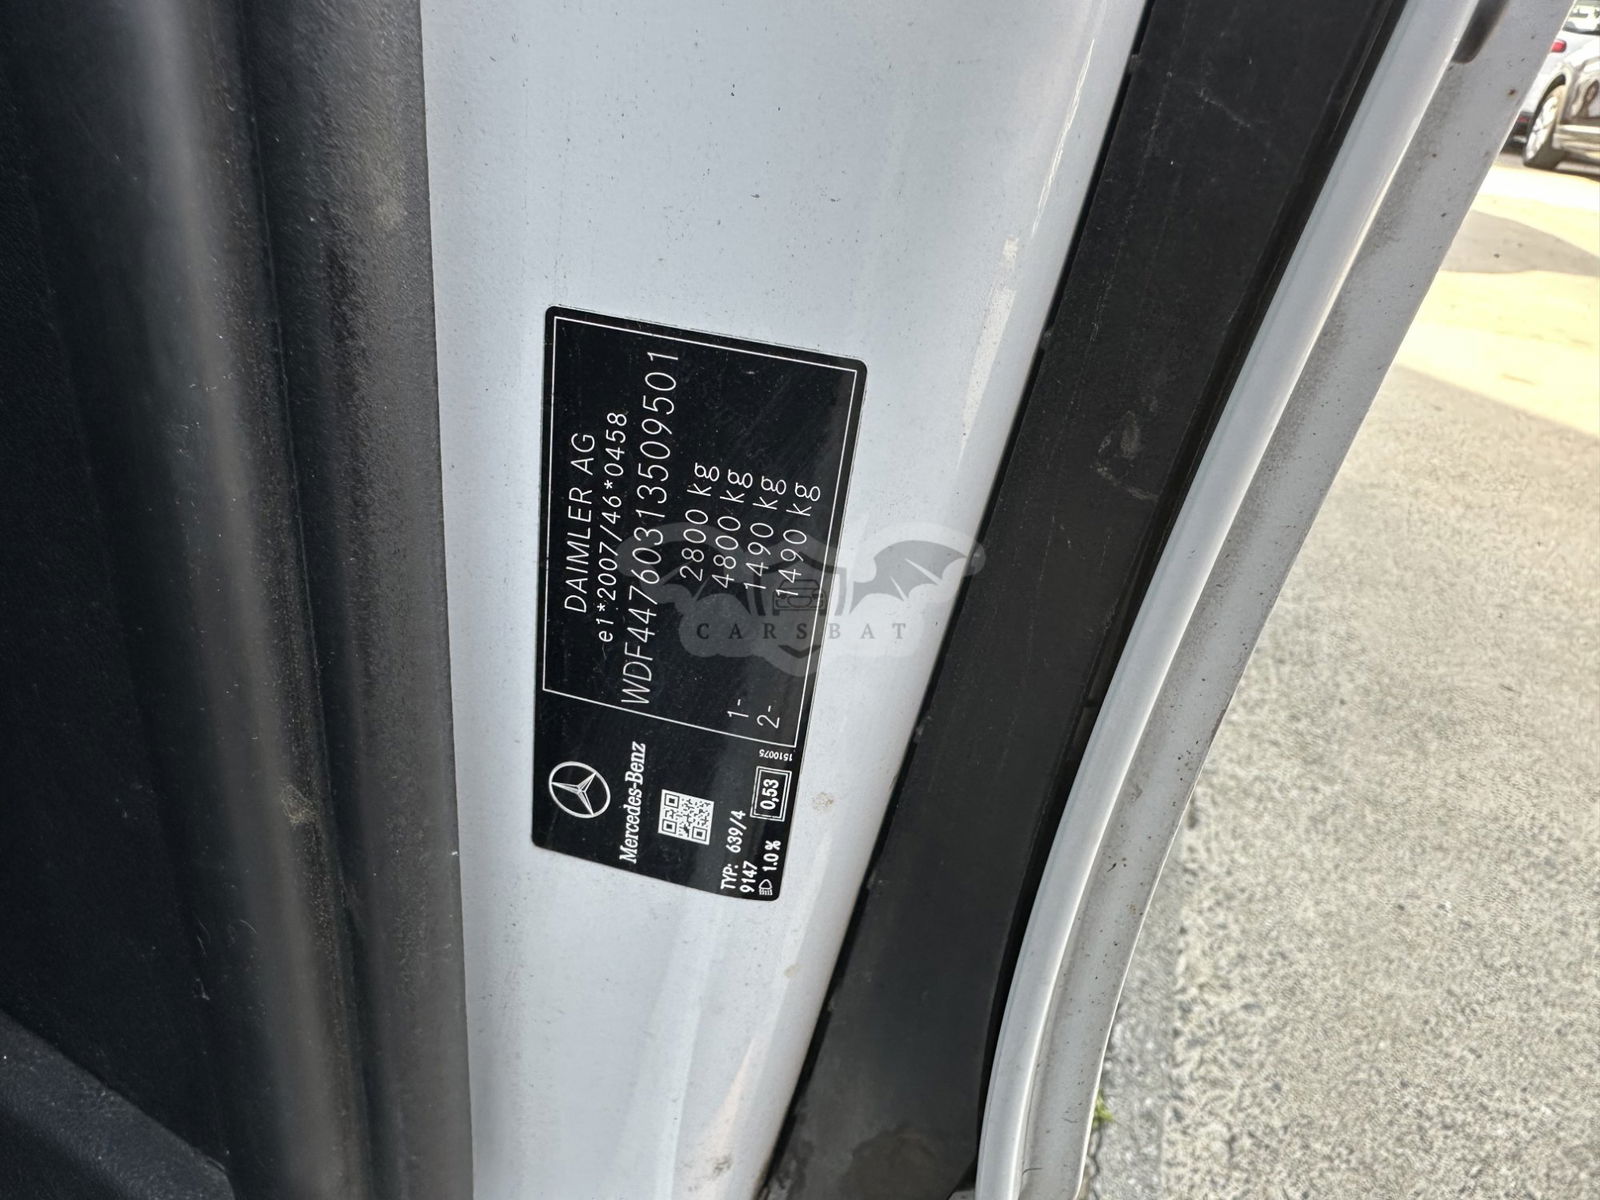 DAIMLER AG
e1*2007/46*0458
WDF44760313509501
2800 kg
4800 kg
1- 1490 kg
2- 1490 kg
Mercedes-Benz
TYP: 639/4
9147
1.0%
0,53
1510075
CARSBAT